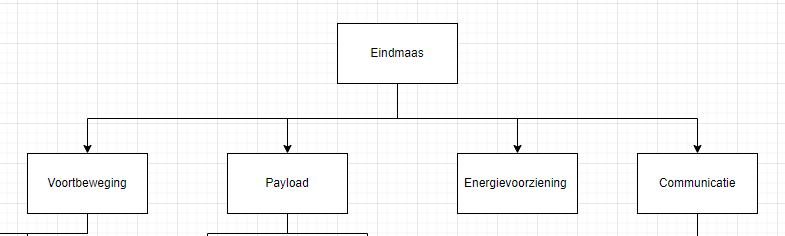 Eindmaas
Voortbeweging
Payload
Energievoorziening
Communicatie